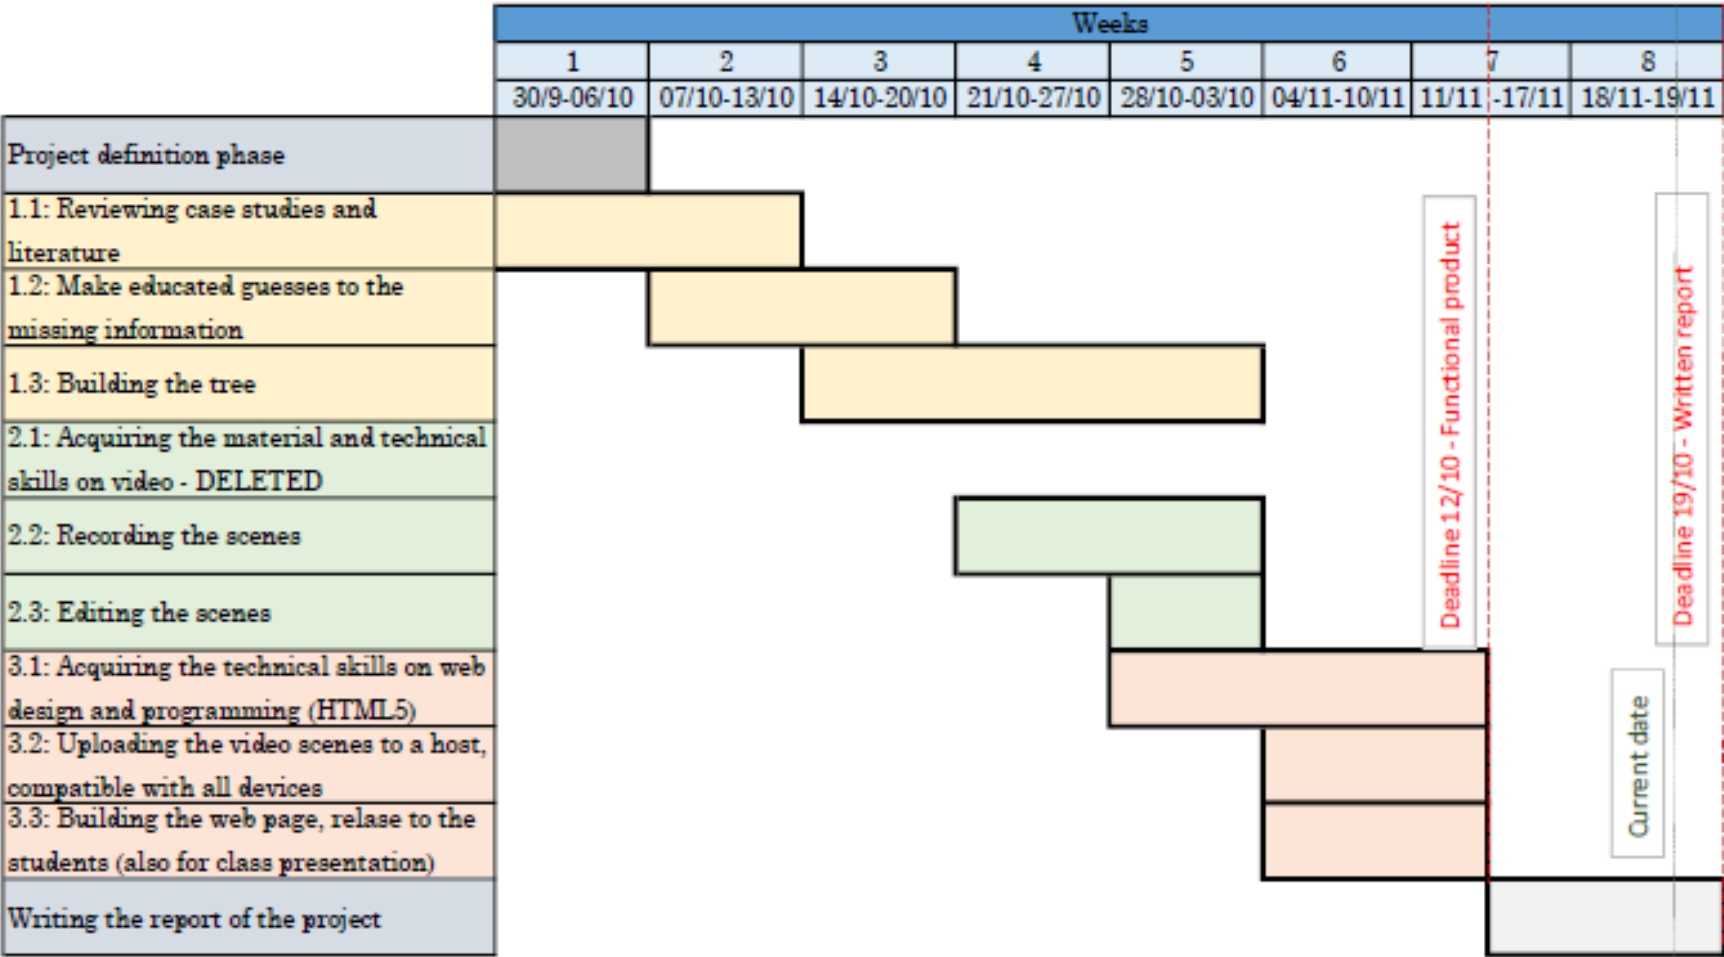 Weeks
1 2 3 4 5 6 7 8
30/9-06/10 07/10-13/10 14/10-20/10 21/10-27/10 28/10-03/10 04/11-10/11 11/11 -17/11 18/11-19/11
Project definition phase
1.1: Reviewing case studies and
literature
1.2: Make educated guesses to the
missing information
1.3: Building the tree
2.1: Acquiring the material and technical
skills on video - DELETED
2.2: Recording the scenes
2.3: Editing the scenes
3.1: Acquiring the technical skills on web
design and programming (HTML5)
3.2: Uploading the video scenes to a host,
compatible with all devices
3.3: Building the web page, relase to the
students (also for class presentation)
Writing the report of the project
Deadline 12/10 - Functional product
Deadline 19/10 - Written report
Current date